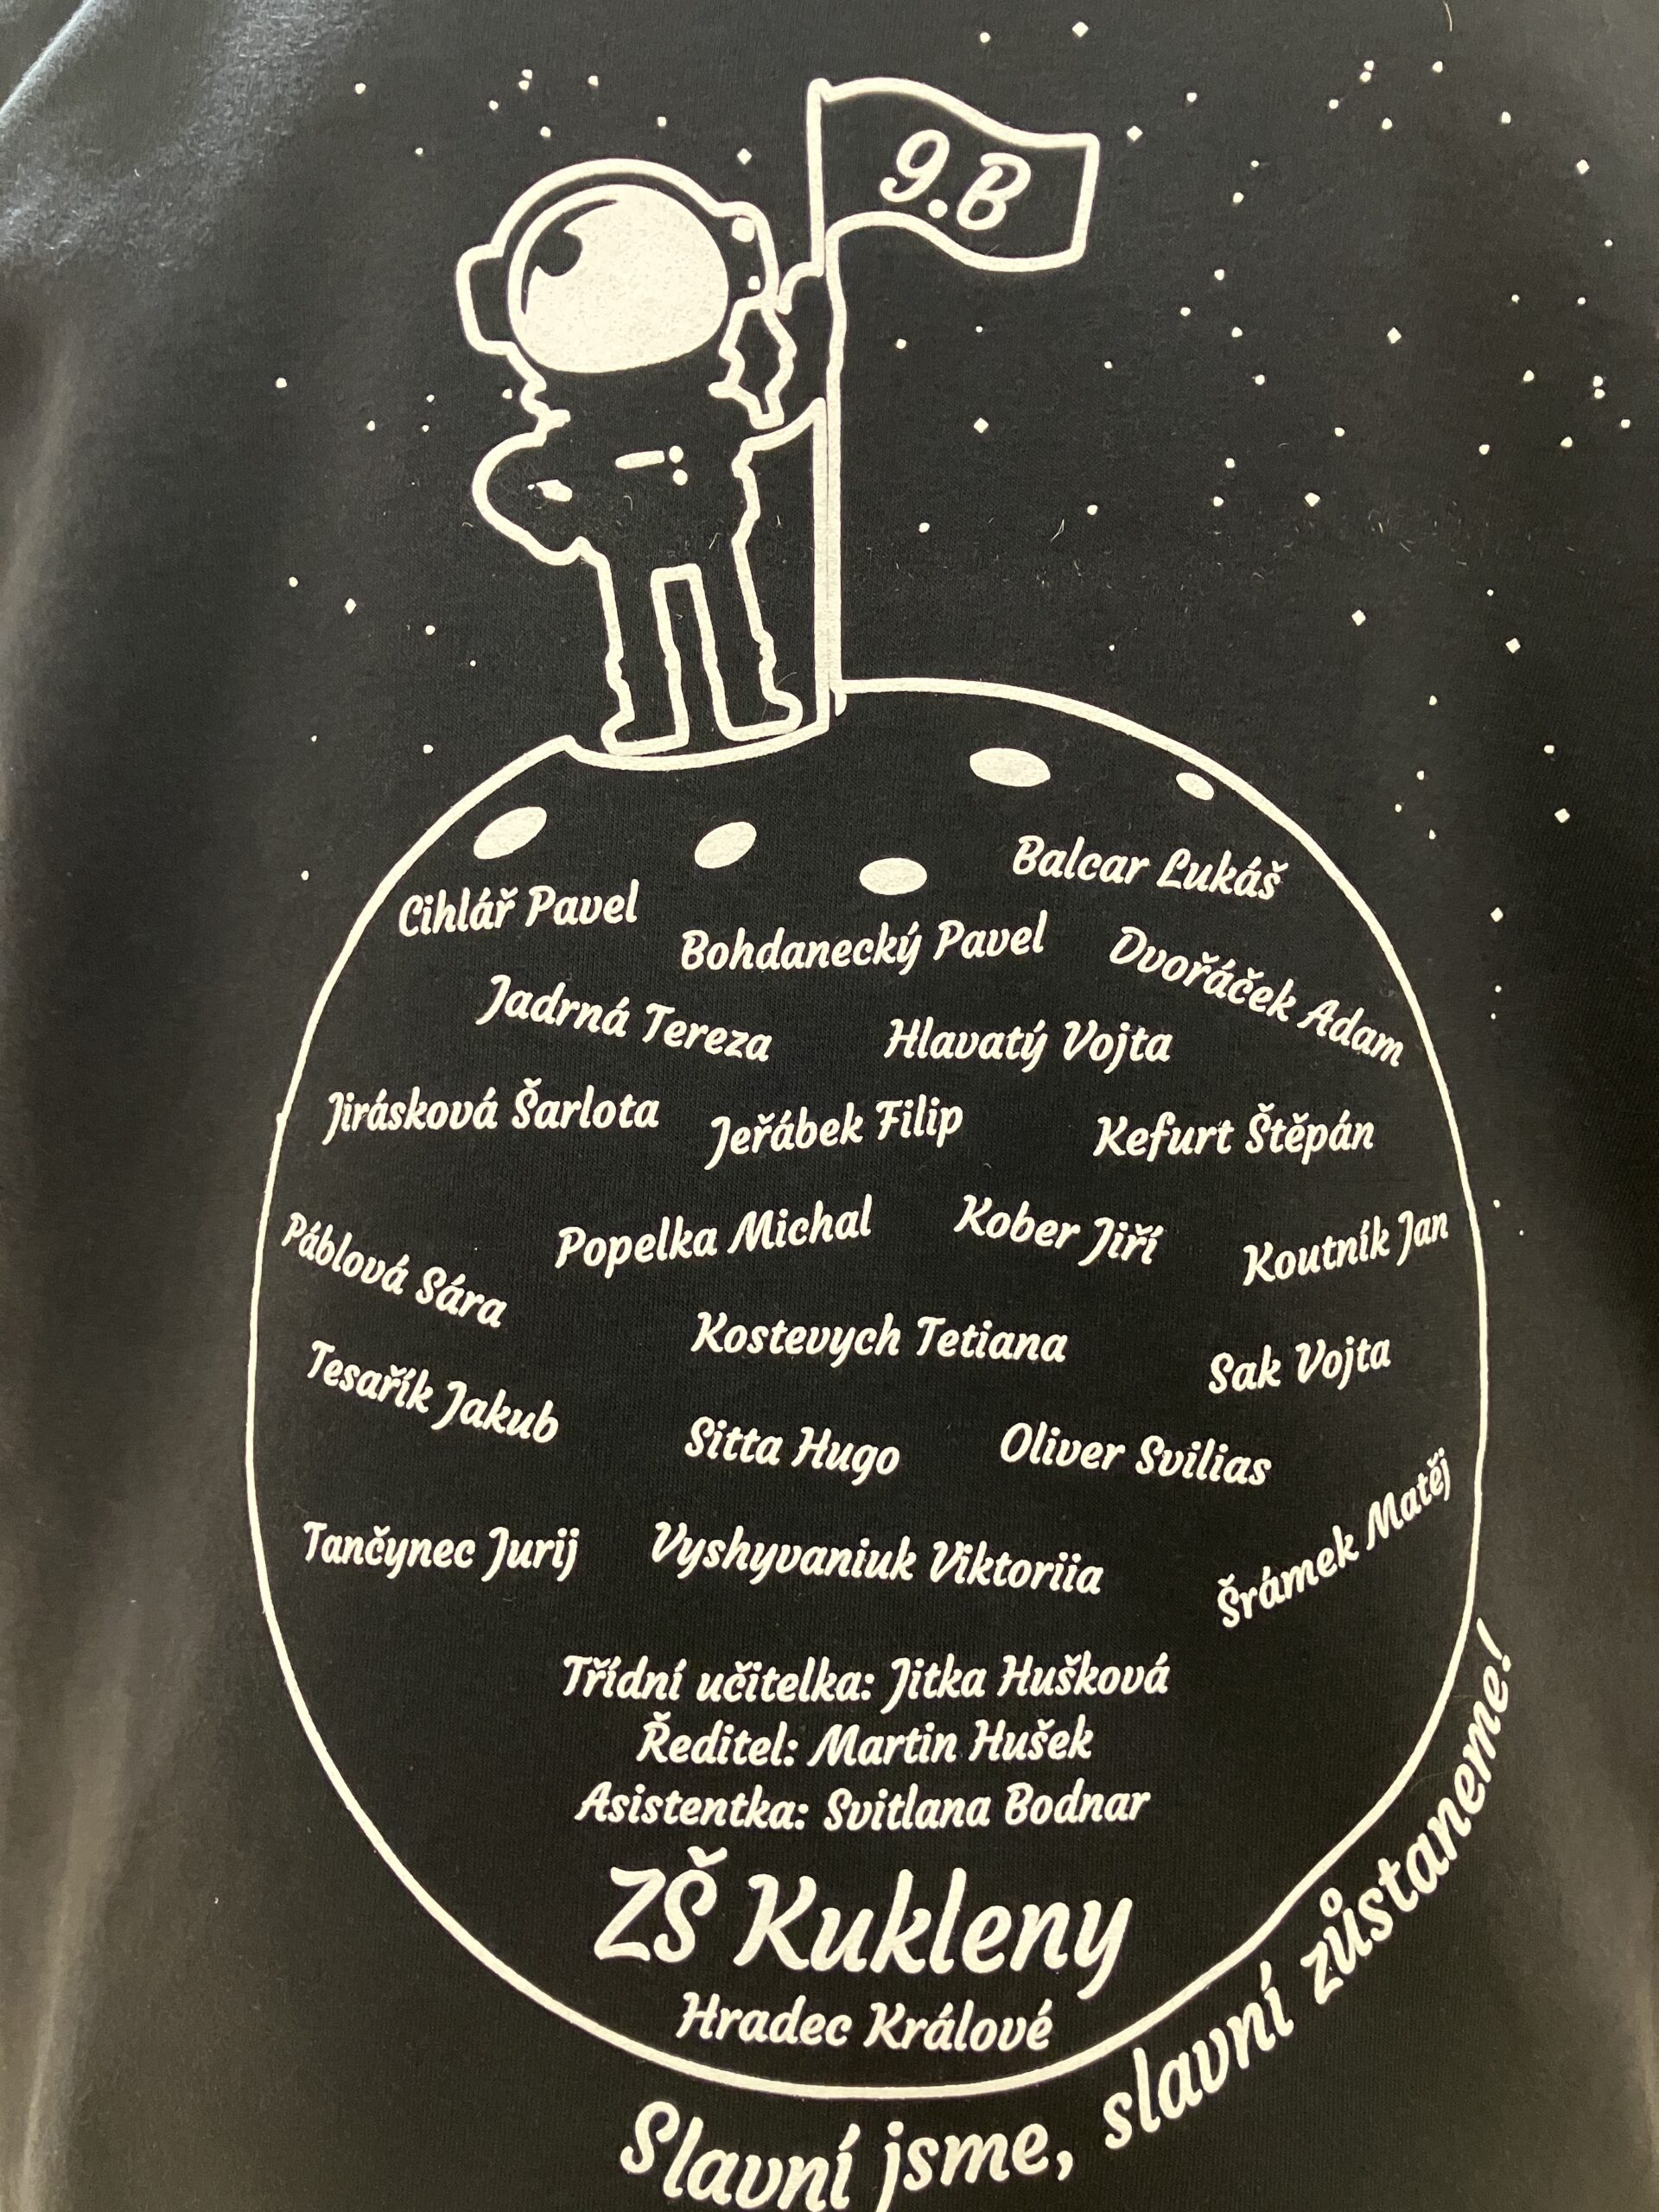 9.B
Balcar Lukáš
Cihlář Pavel
Bohdanecký Pavel
Dvořáček Adam
Jadrná Tereza
Hlavatý Vojta
Jirásková Šarlota
Jeřábek Filip
Kefurt Štěpán
Páblová Sára
Popelka Michal
Kober Jiří
Koutník Jan
Kostevych Tetiana
Sak Vojta
Tesařík Jakub
Sitta Hugo
Oliver Svilias
Šrámek Matěj
Tančynec Jurij
Vyshyvaniuk Viktoriia
Třídní učitelka: Jitka Hušková
Ředitel: Martin Hušek
Asistentka: Svitlana Bodnar
ZŠ Kukleny
Hradec Králové
Slavní jsme, slavní zůstaneme!